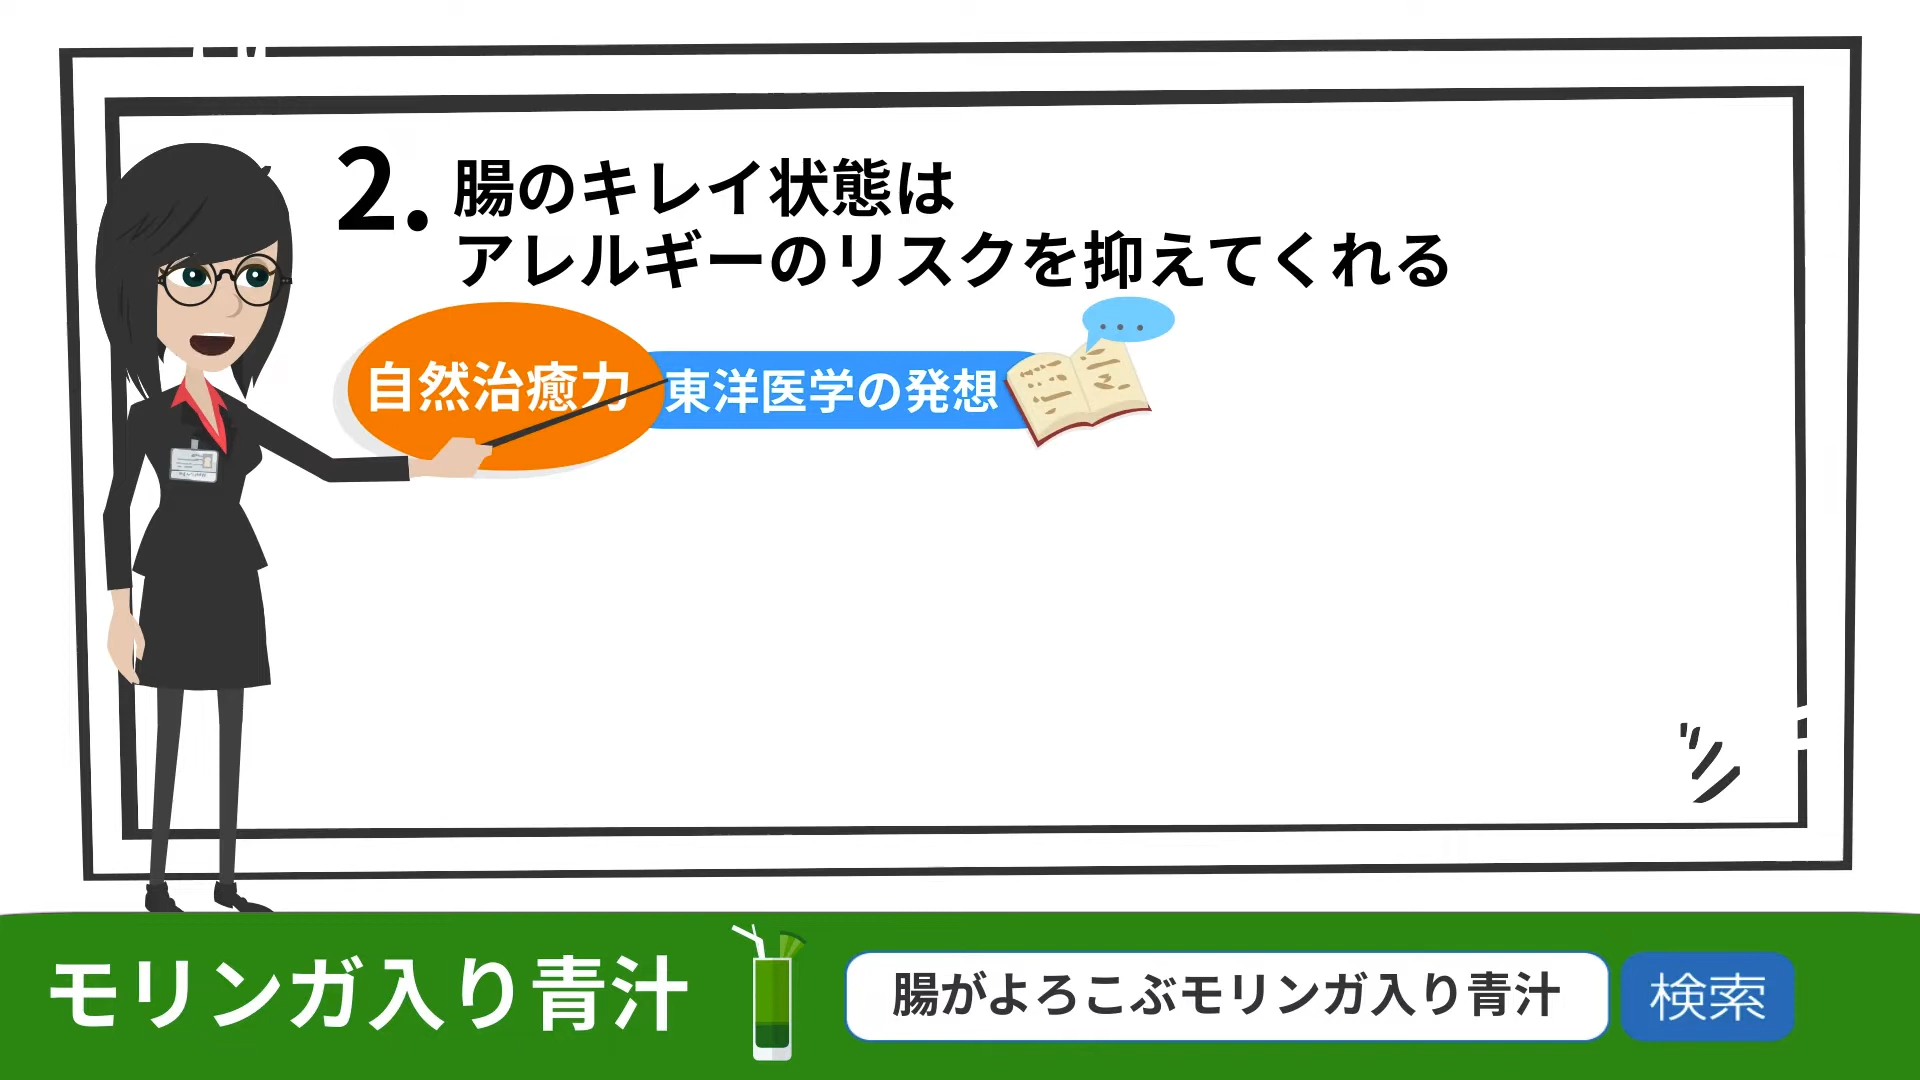 2. 腸のキレイ状態は
アレルギーのリスクを抑えてくれる
自然治癒力 東洋医学の発想
モリンガ入り青汁 腸がよろこぶモリンガ入り青汁 検索